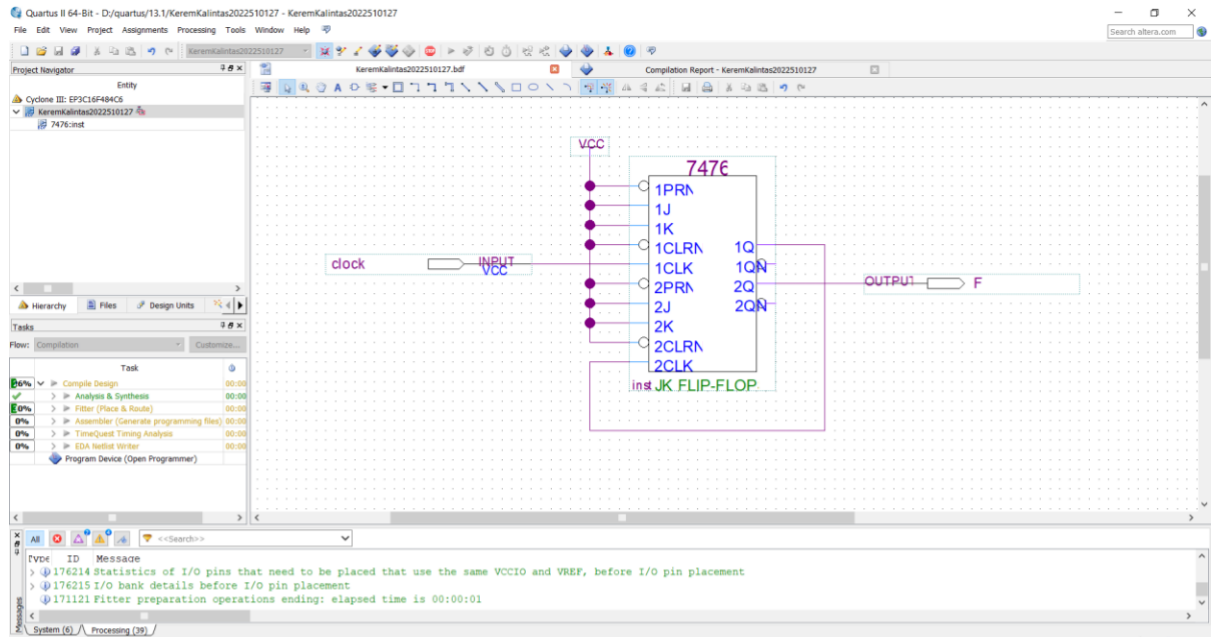 Quartus II 64-Bit - D:/quartus/13.1/KeremKalintas2022510127 - KeremKalintas2022510127
File Edit View Project Assignments Processing Tools Window Help
Search altera.com
KeremKalintas2022510127
Project Navigator
Entity
Cyclone III: EP3C16F484C6
KeremKalintas2022510127
7476:inst
Hierarchy Files Design Units
Tasks
Flow: Compilation Customize...
Task
Compile Design 00:00
Analysis & Synthesis 00:00
0% Fitter (Place & Route) 00:00
0% Assembler (Generate programming files) 00:00
0% TimeQuest Timing Analysis 00:00
0% EDA Netlist Writer 00:00
Program Device (Open Programmer)
KeremKalintas2022510127.bdf
Compilation Report - KeremKalintas2022510127
VCC
7476
1PRN
1J
1K
1CLRN 1Q
clock INPUT VCC 1CLK 1QN
2PRN 2Q OUTPUT F
2J 2QN
2K
2CLRN
2CLK
inst JK FLIP-FLOP
All <<Search>>
Type ID Message
176214 Statistics of I/O pins that need to be placed that use the same VCCIO and VREF, before I/O pin placement
176215 I/O bank details before I/O pin placement
171121 Fitter preparation operations ending: elapsed time is 00:00:01
Messages
System (6) Processing (39)